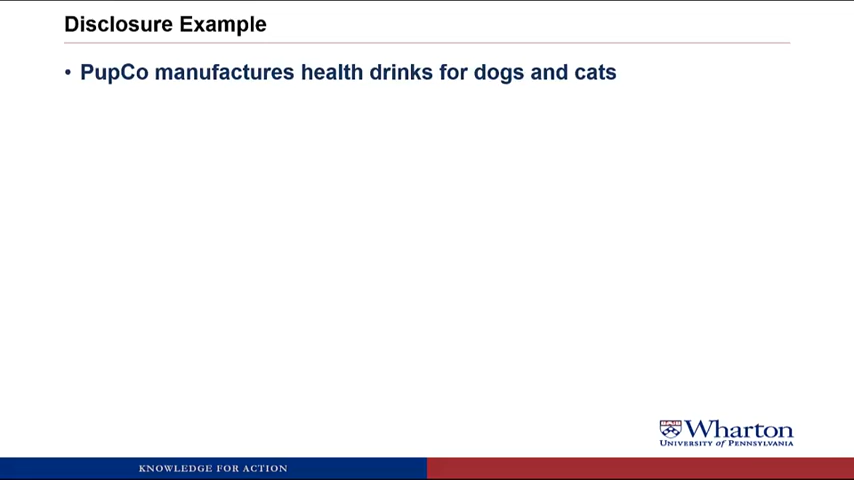 Disclosure Example
• PupCo manufactures health drinks for dogs and cats
Wharton
UNIVERSITY of PENNSYLVANIA
KNOWLEDGE FOR ACTION